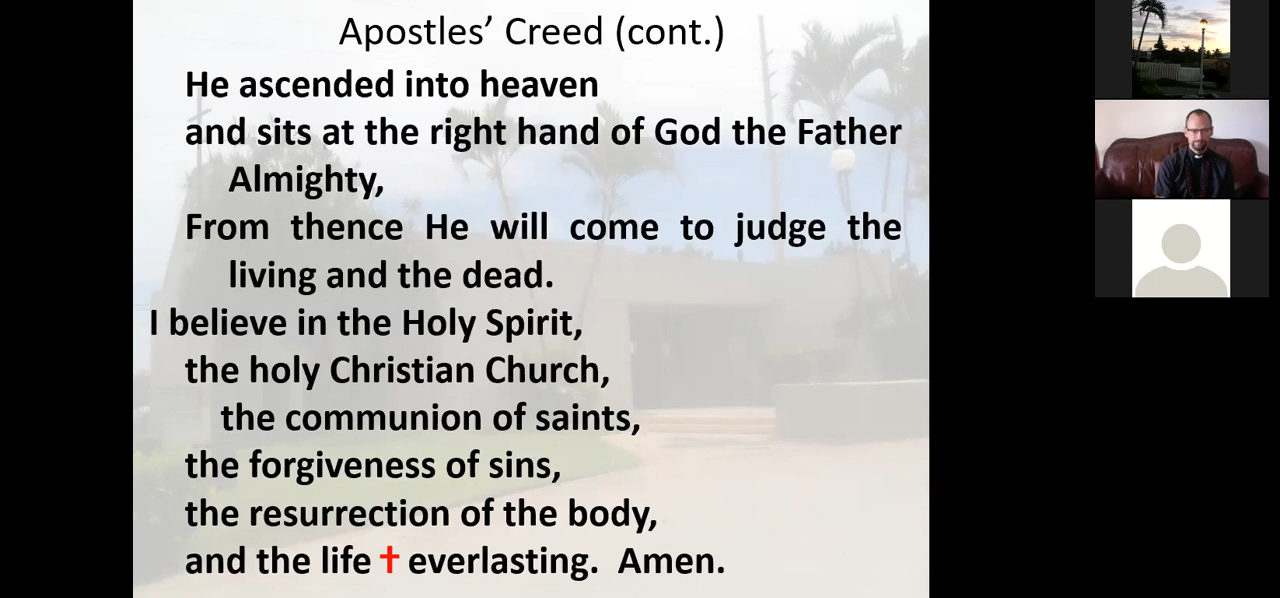 Apostles’ Creed (cont.)
He ascended into heaven
and sits at the right hand of God the Father
Almighty,
From thence He will come to judge the
living and the dead.
I believe in the Holy Spirit,
the holy Christian Church,
the communion of saints,
the forgiveness of sins,
the resurrection of the body,
and the life † everlasting. Amen.